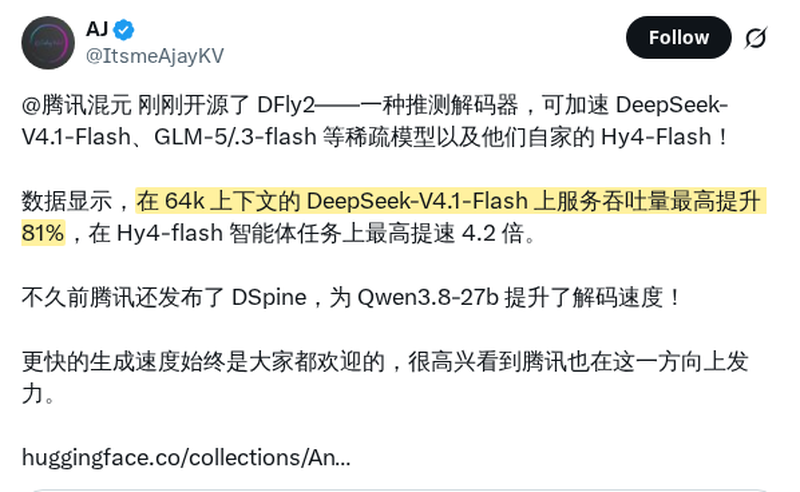 AJ
@ItsmeAjayKV
Follow
@腾讯混元 刚刚开源了 DFly2——一种推测解码器，可加速 DeepSeek-
V4.1-Flash、GLM-5/.3-flash 等稀疏模型以及他们自家的 Hy4-Flash！
数据显示，在 64k 上下文的 DeepSeek-V4.1-Flash 上服务吞吐量最高提升
81%，在 Hy4-flash 智能体任务上最高提速 4.2 倍。
不久前腾讯还发布了 DSpine，为 Qwen3.8-27b 提升了解码速度！
更快的生成速度始终是大家都欢迎的，很高兴看到腾讯也在这一方向上发
力。
huggingface.co/collections/An...